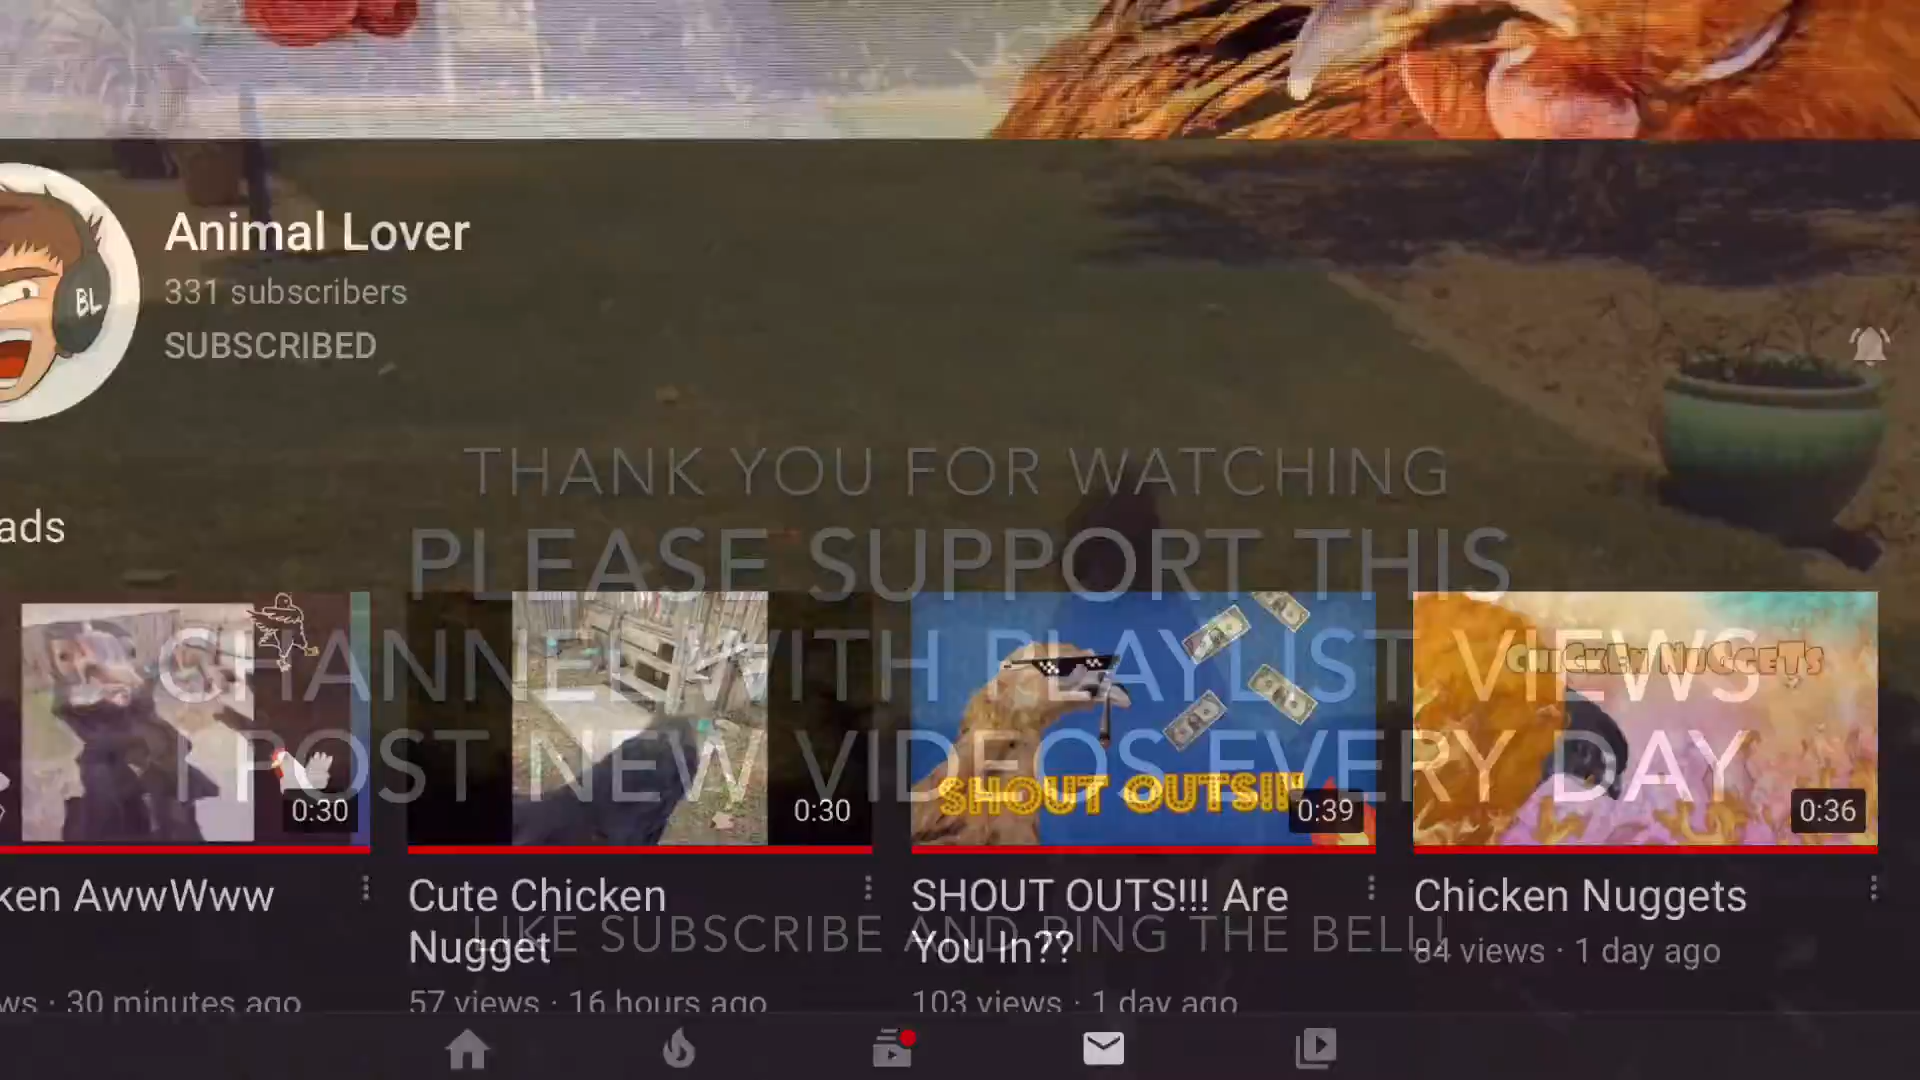 BL
Animal Lover
331 subscribers
SUBSCRIBED
THANK YOU FOR WATCHING
ads
PLEASE SUPPORT THIS
CHANNEL WITH PLAYLIST VIEWS
CHICKEN NUGGETS
I POST NEW VIDEOS EVERY DAY
SHOUT OUTS!!!
0:30
0:30
0:39
0:36
ken AwwWww
Cute Chicken
Nugget
SHOUT OUTS!!! Are
You In??
Chicken Nuggets
84 views · 1 day ago
LIKE SUBSCRIBE AND RING THE BELL!
ws · 30 minutes ago
57 views · 16 hours ago
103 views · 1 day ago